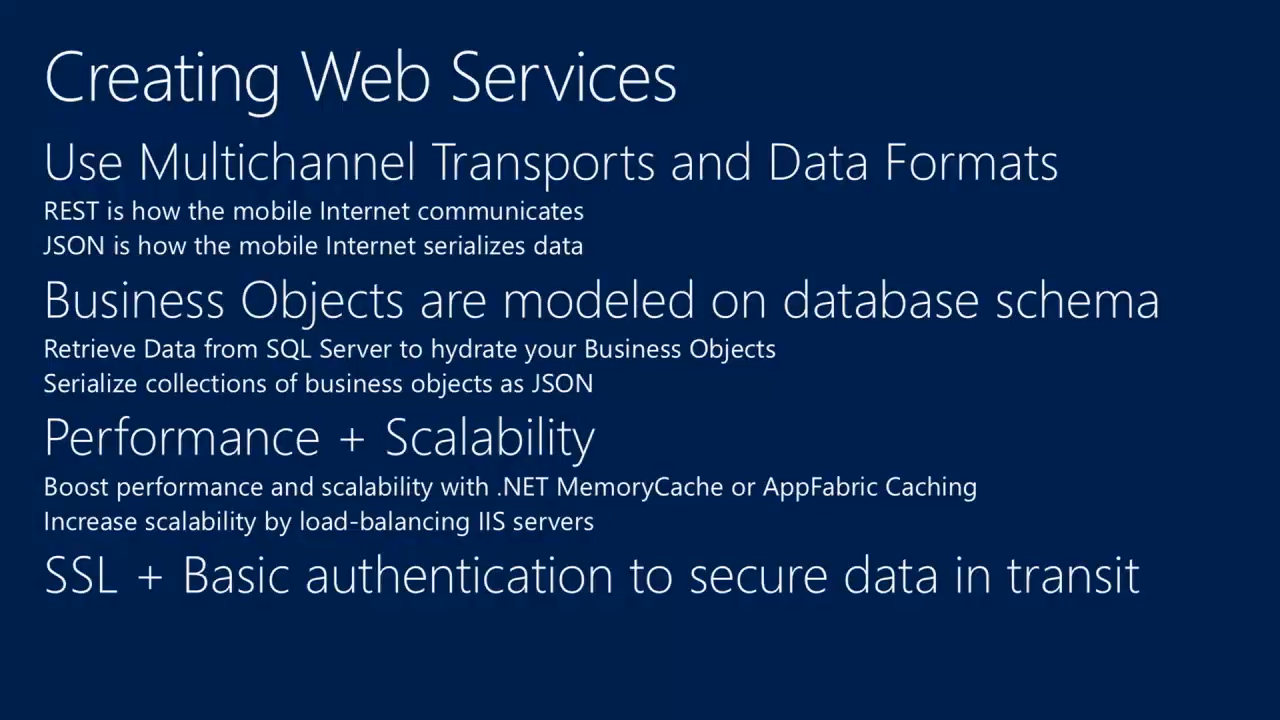 Creating Web Services
Use Multichannel Transports and Data Formats
REST is how the mobile Internet communicates
JSON is how the mobile Internet serializes data
Business Objects are modeled on database schema
Retrieve Data from SQL Server to hydrate your Business Objects
Serialize collections of business objects as JSON
Performance + Scalability
Boost performance and scalability with .NET MemoryCache or AppFabric Caching
Increase scalability by load-balancing IIS servers
SSL + Basic authentication to secure data in transit